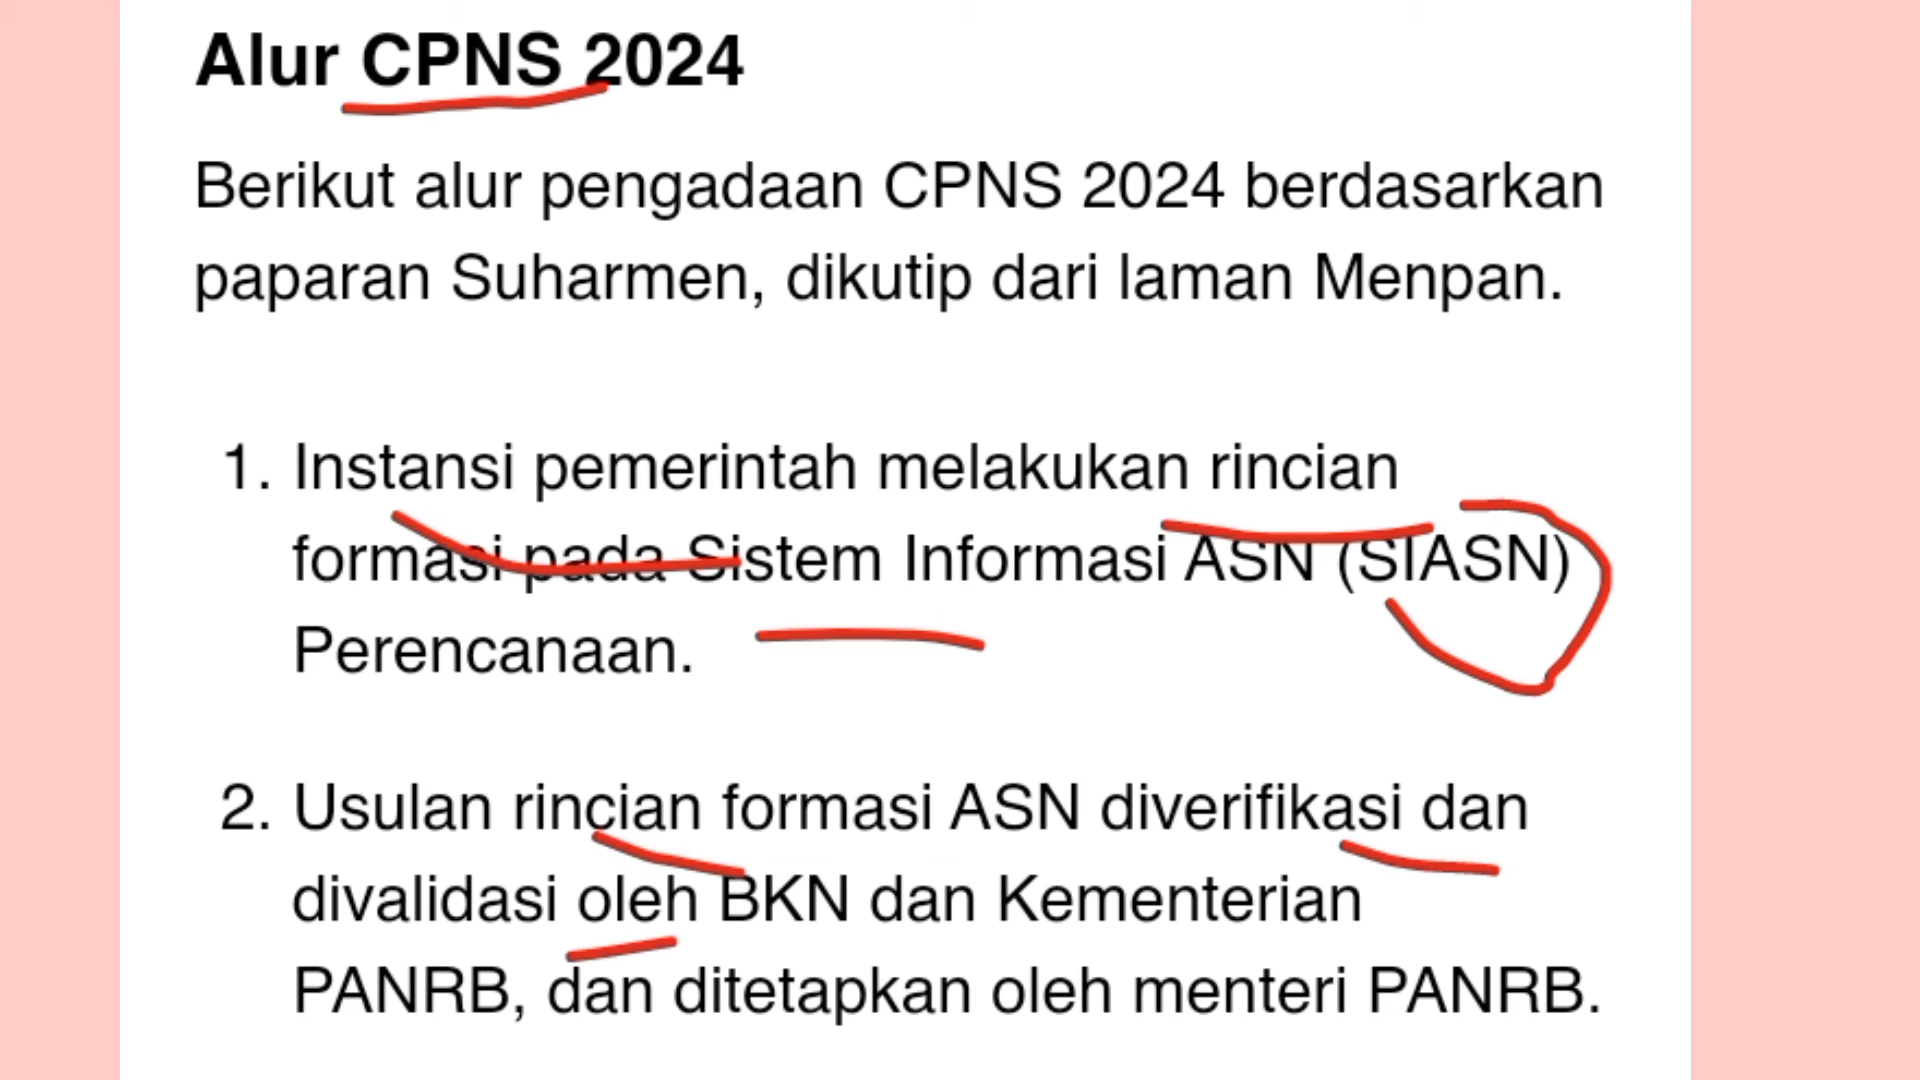 Alur CPNS 2024
Berikut alur pengadaan CPNS 2024 berdasarkan
paparan Suharmen, dikutip dari laman Menpan.
1. Instansi pemerintah melakukan rincian
formasi pada Sistem Informasi ASN (SIASN)
Perencanaan.
2. Usulan rincian formasi ASN diverifikasi dan
divalidasi oleh BKN dan Kementerian
PANRB, dan ditetapkan oleh menteri PANRB.